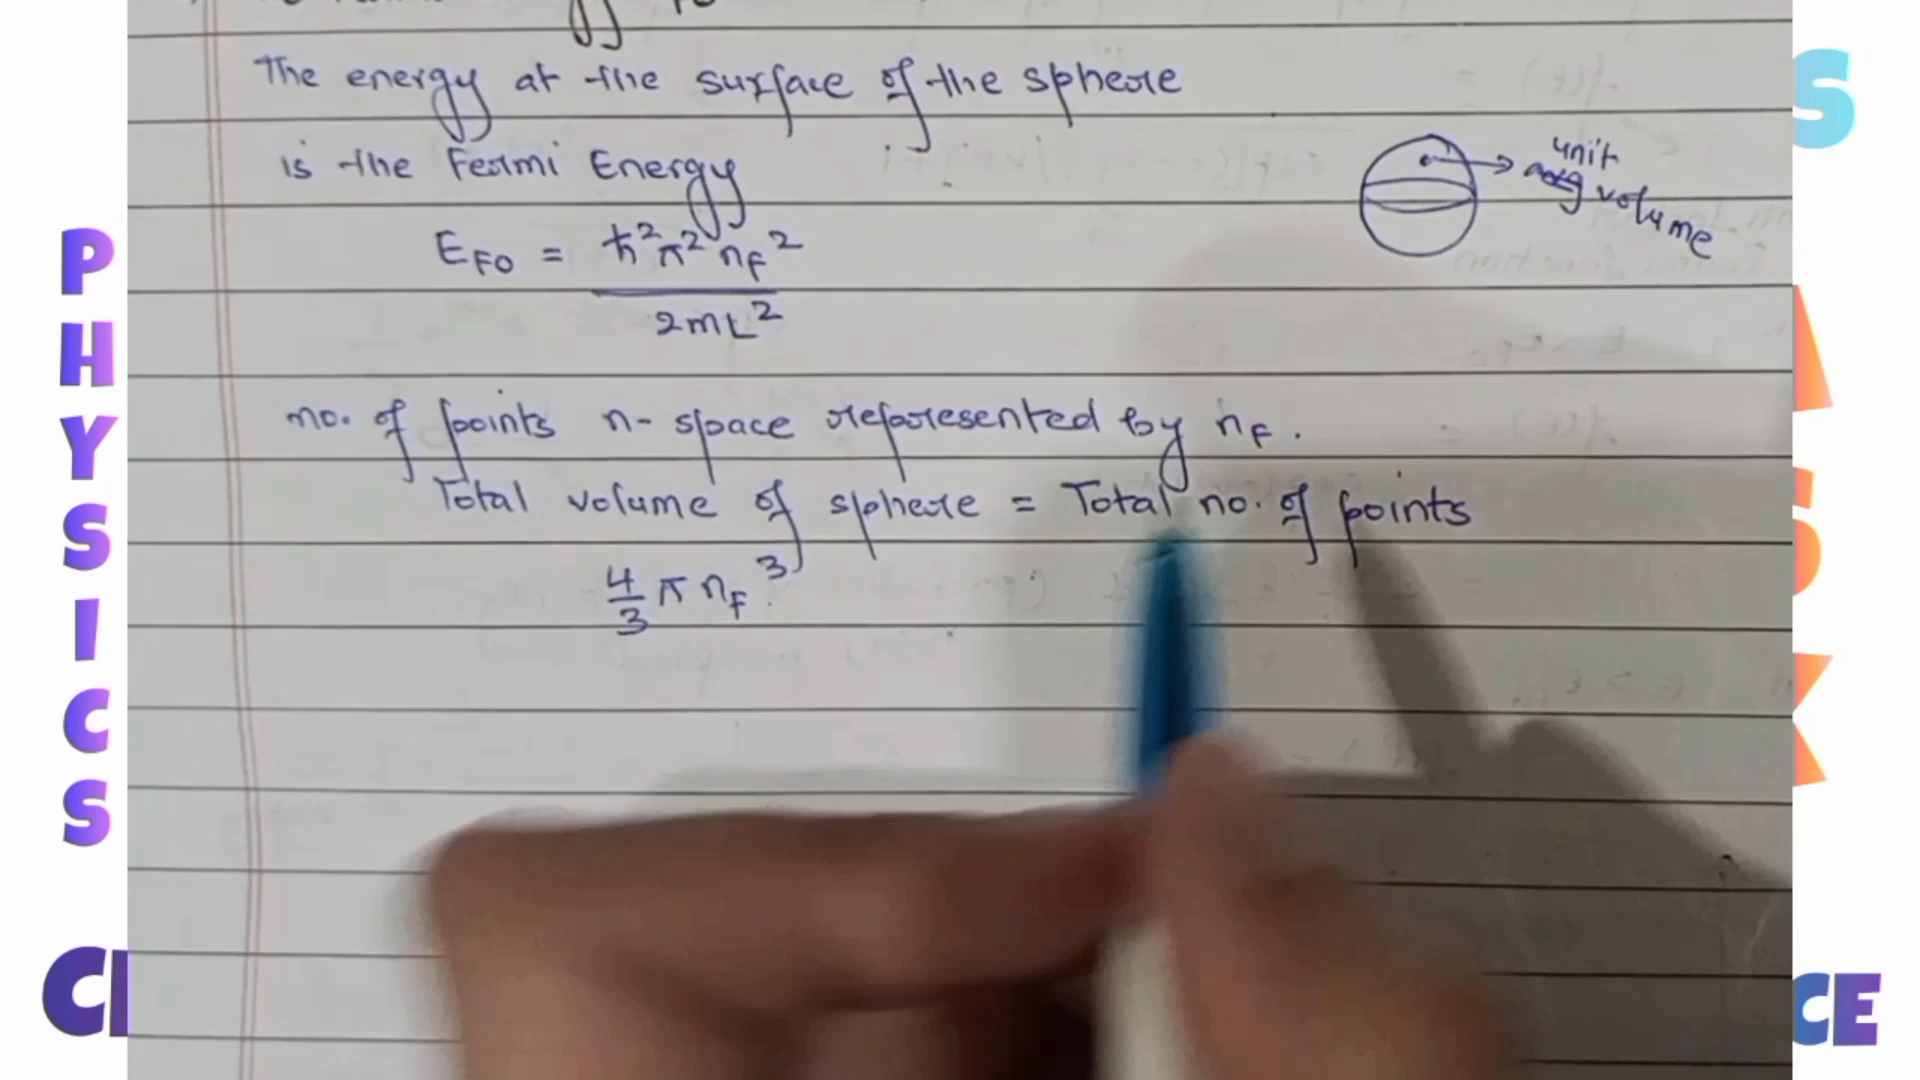 The energy at the surface of the sphere
is the Fermi Energy
unit
volume
E_F0 = ħ²π²n_F² / 2mL²
no. of points n-space represented by n_F.
Total volume of sphere = Total no. of points
4/3 π n_F³
PHYSICS
S
CE